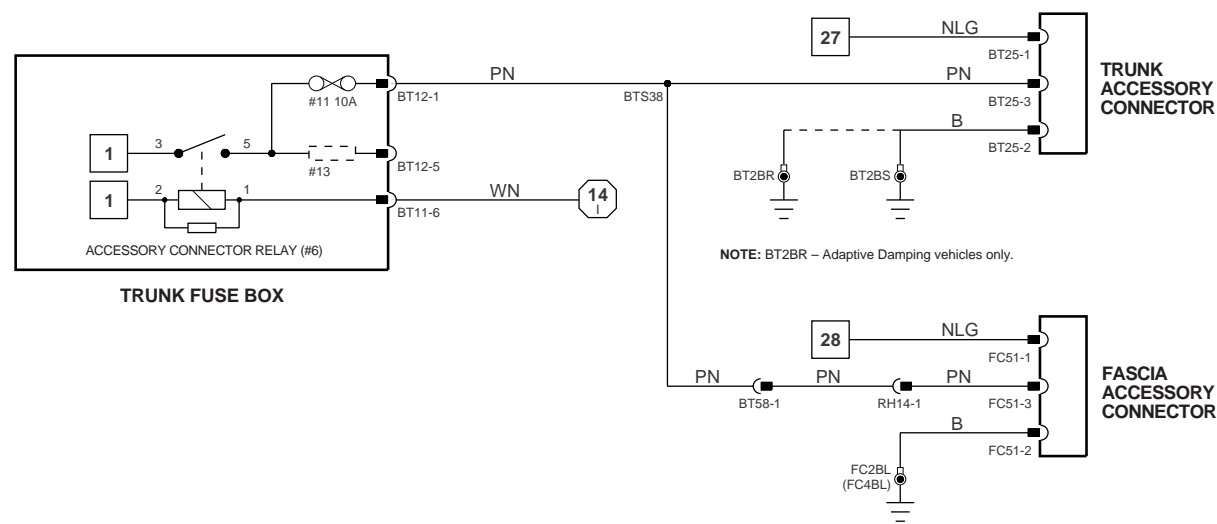 27
NLG
BT25-1
TRUNK
ACCESSORY
CONNECTOR
#11 10A
BT12-1
PN
BTS38
PN
BT25-3
B
BT25-2
1
3
5
#13
BT12-5
BT2BR
BT2BS
1
2
1
BT11-6
WN
14
I
ACCESSORY CONNECTOR RELAY (#6)
TRUNK FUSE BOX
NOTE: BT2BR – Adaptive Damping vehicles only.
28
NLG
FC51-1
FASCIA
ACCESSORY
CONNECTOR
PN
BT58-1
PN
RH14-1
PN
FC51-3
B
FC51-2
FC2BL
(FC4BL)